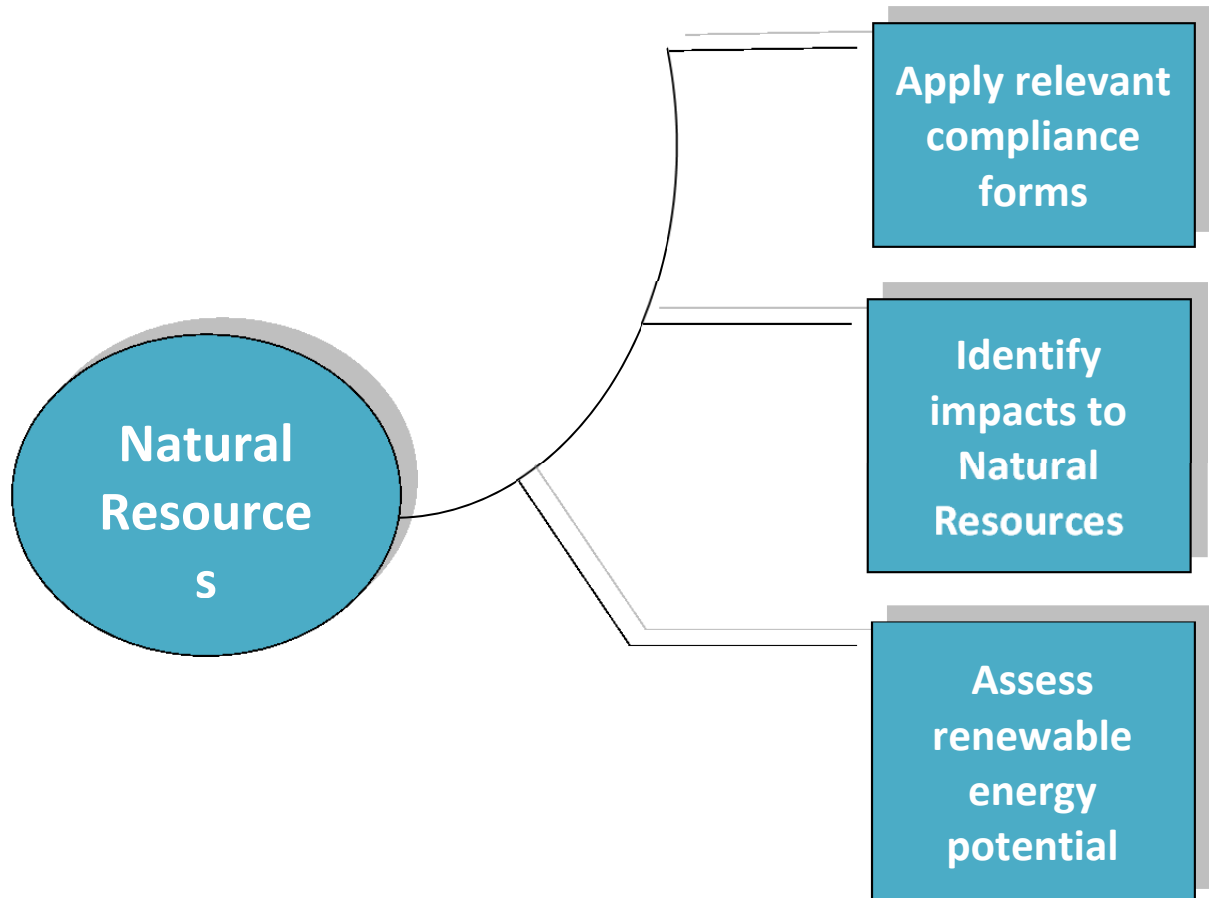 Natural
Resource
s
Apply relevant
compliance
forms
Identify
impacts to
Natural
Resources
Assess
renewable
energy
potential